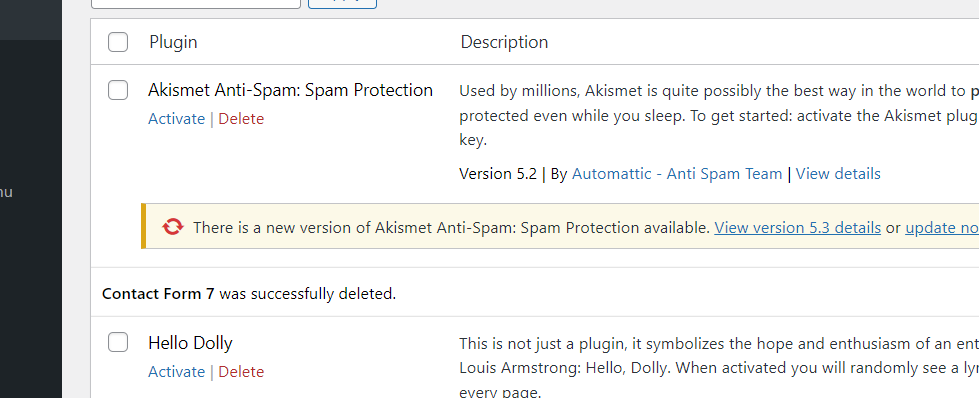 Plugin Description
Akismet Anti-Spam: Spam Protection
Activate | Delete
Used by millions, Akismet is quite possibly the best way in the world to
protected even while you sleep. To get started: activate the Akismet plug
key.
Version 5.2 | By Automattic - Anti Spam Team | View details
There is a new version of Akismet Anti-Spam: Spam Protection available. View version 5.3 details or update no
Contact Form 7 was successfully deleted.
Hello Dolly
Activate | Delete
This is not just a plugin, it symbolizes the hope and enthusiasm of an ent
Louis Armstrong: Hello, Dolly. When activated you will randomly see a lyr
every page.